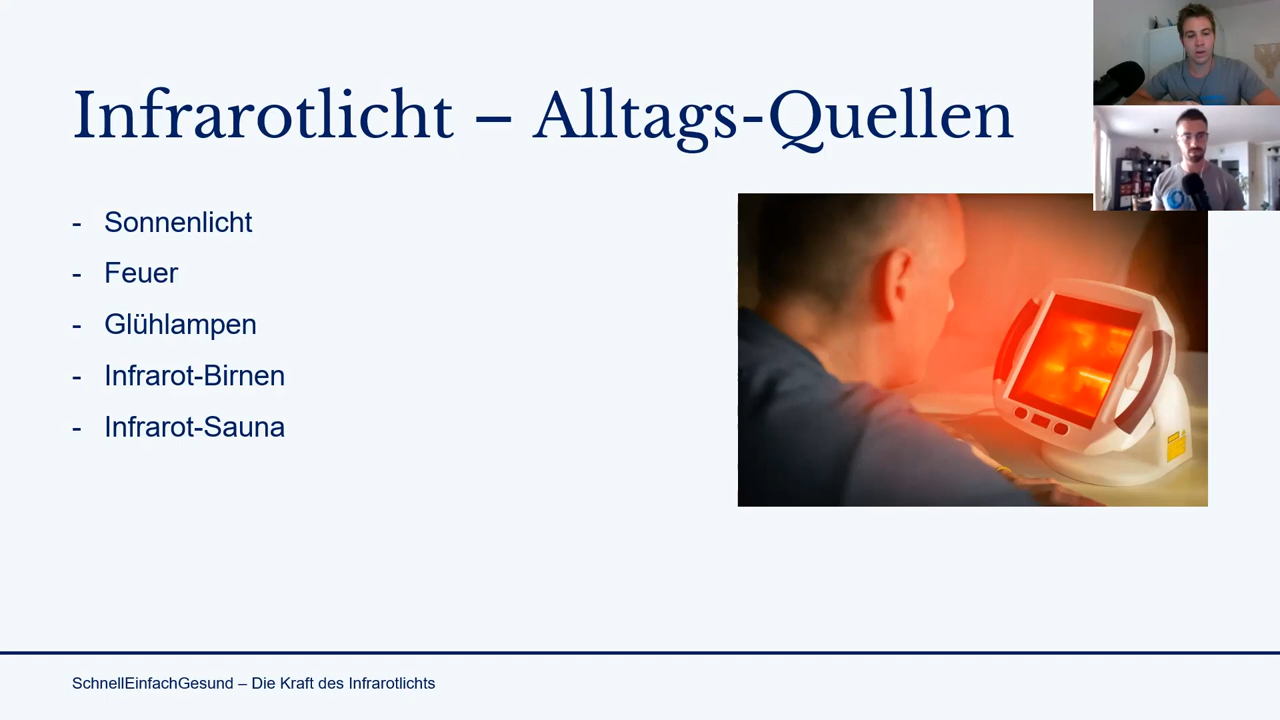 Infrarotlicht – Alltags-Quellen
- Sonnenlicht
- Feuer
- Glühlampen
- Infrarot-Birnen
- Infrarot-Sauna
SchnellEinfachGesund – Die Kraft des Infrarotlichts